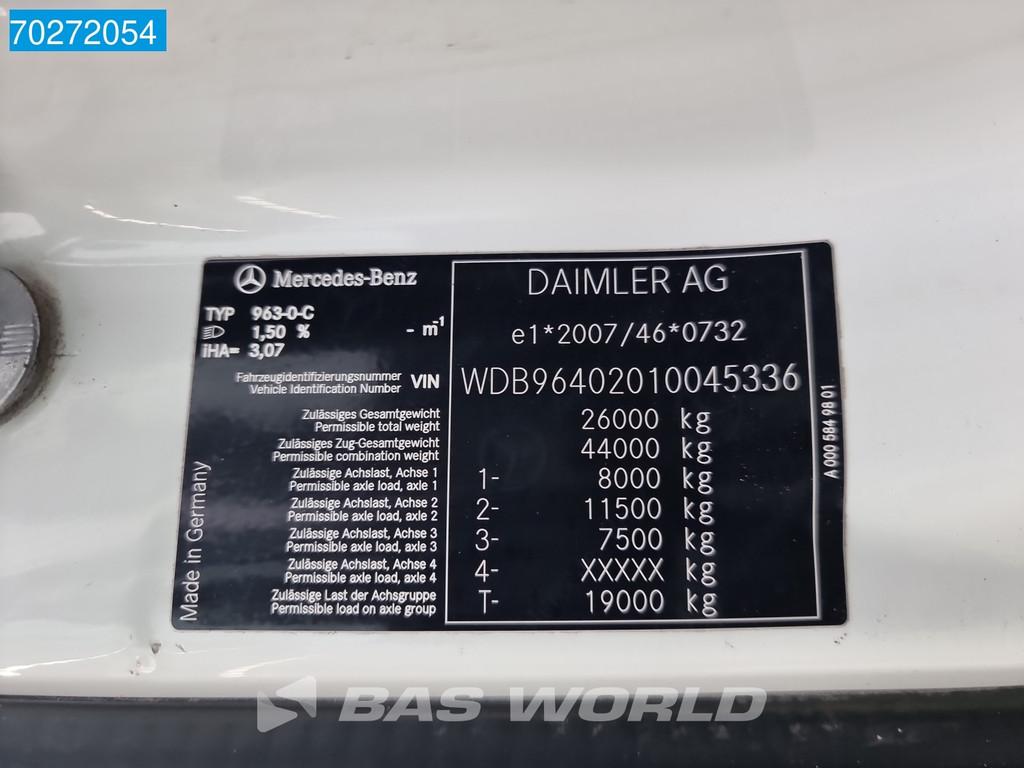 70272054
Mercedes-Benz
TYP 963-0-C
1,50 % - m⁻¹
iHA= 3,07
Fahrzeugidentifizierungsnummer
Vehicle Identification Number
VIN
Zulässiges Gesamtgewicht
Permissible total weight
Zulässiges Zug-Gesamtgewicht
Permissible combination weight
Zulässige Achslast, Achse 1
Permissible axle load, axle 1
Zulässige Achslast, Achse 2
Permissible axle load, axle 2
Zulässige Achslast, Achse 3
Permissible axle load, axle 3
Zulässige Achslast, Achse 4
Permissible axle load, axle 4
Zulässige Last der Achsgruppe
Permissible load on axle group
Made in Germany
DAIMLER AG
e1*2007/46*0732
WDB96402010045336
26000 kg
44000 kg
1- 8000 kg
2- 11500 kg
3- 7500 kg
4- XXXXX kg
T- 19000 kg
A 000 584 98 01
BAS WORLD